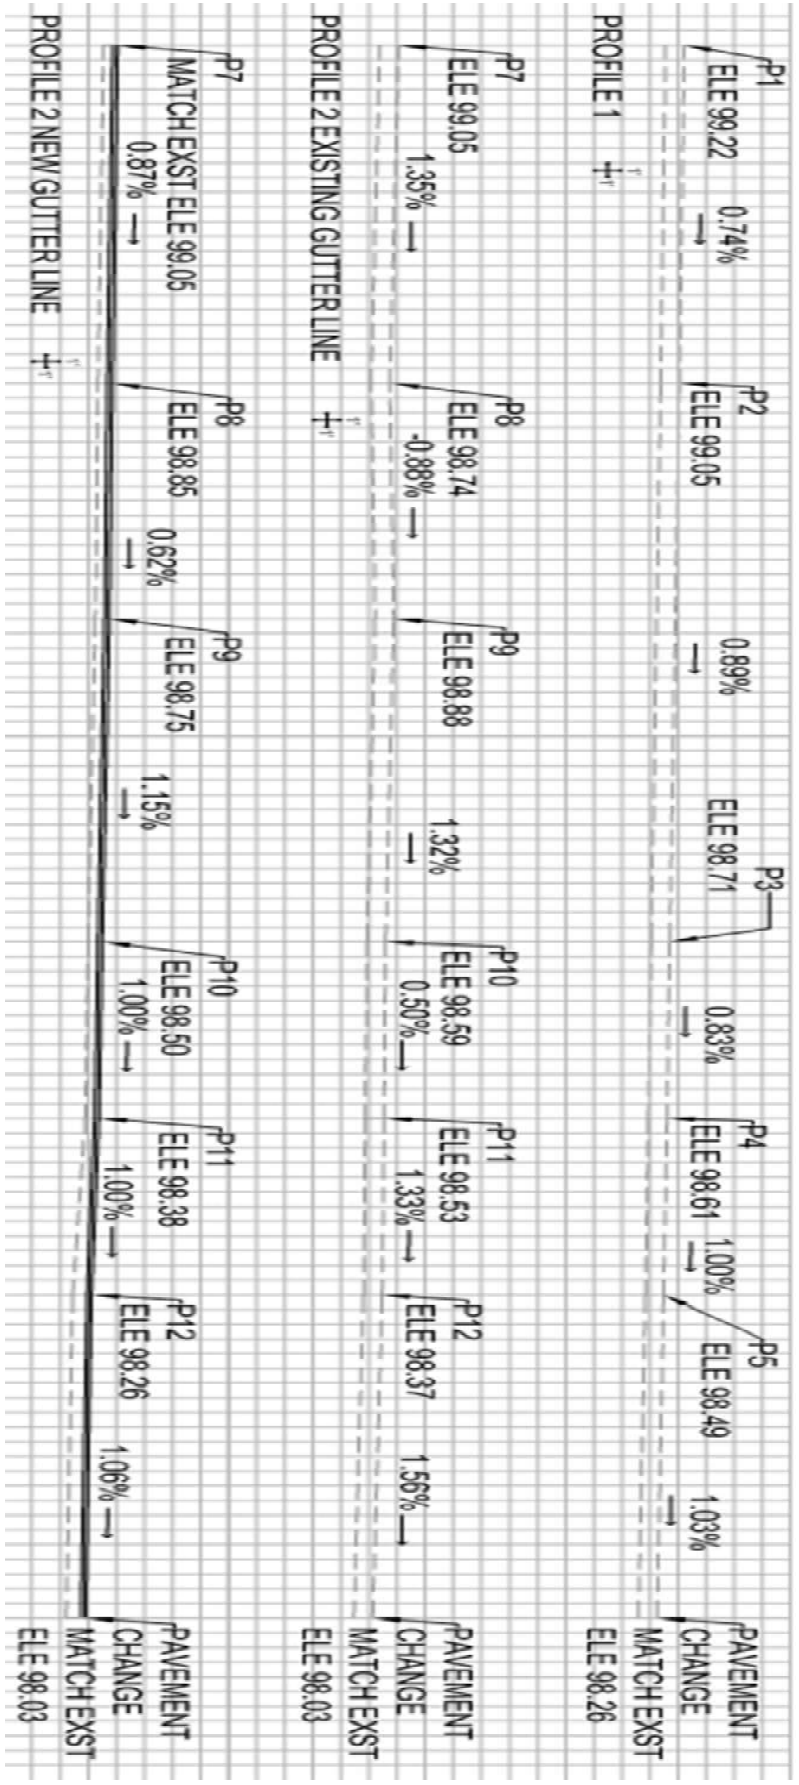 P1
ELE 99.22
0.74%
P2
ELE 99.05
0.89%
ELE 98.71
P3
0.83%
P4
ELE 98.61
1.00%
P5
ELE 98.49
1.03%
PAVEMENT
CHANGE
MATCH EXST
ELE 98.26
PROFILE 1
1'
1'
P7
ELE 99.05
1.35%
P8
ELE 98.74
-0.88%
P9
ELE 98.88
1.32%
P10
ELE 98.59
0.50%
P11
ELE 98.53
1.33%
P12
ELE 98.37
1.56%
PAVEMENT
CHANGE
MATCH EXST
ELE 98.03
PROFILE 2 EXISTING GUTTER LINE
1'
1'
P7
MATCH EXST ELE 99.05
0.87%
P8
ELE 98.85
0.62%
P9
ELE 98.75
1.15%
P10
ELE 98.50
1.00%
P11
ELE 98.38
1.00%
P12
ELE 98.26
1.06%
PAVEMENT
CHANGE
MATCH EXST
ELE 98.03
PROFILE 2 NEW GUTTER LINE
1'
1'